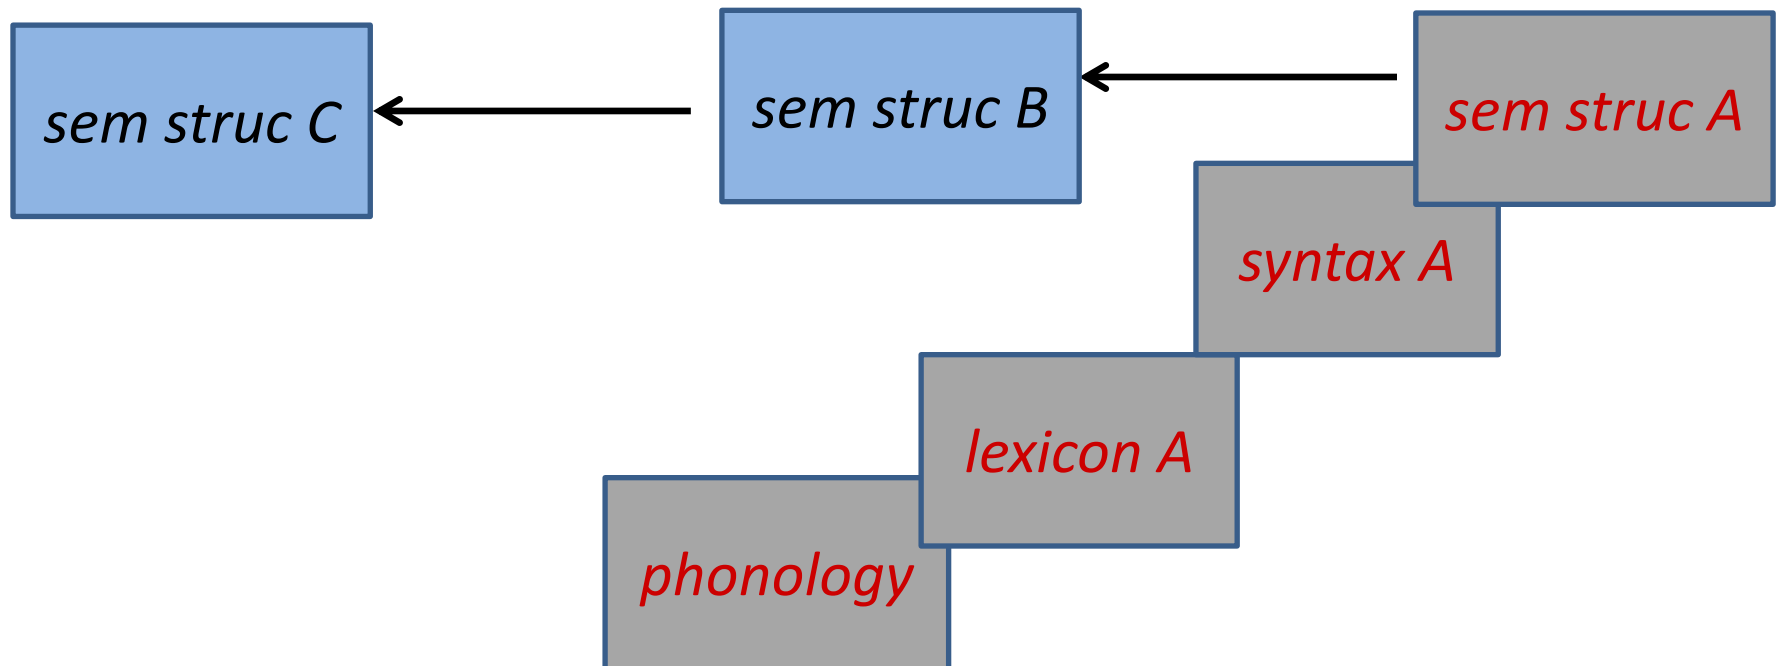 sem struc C
sem struc B
sem struc A
syntax A
lexicon A
phonology